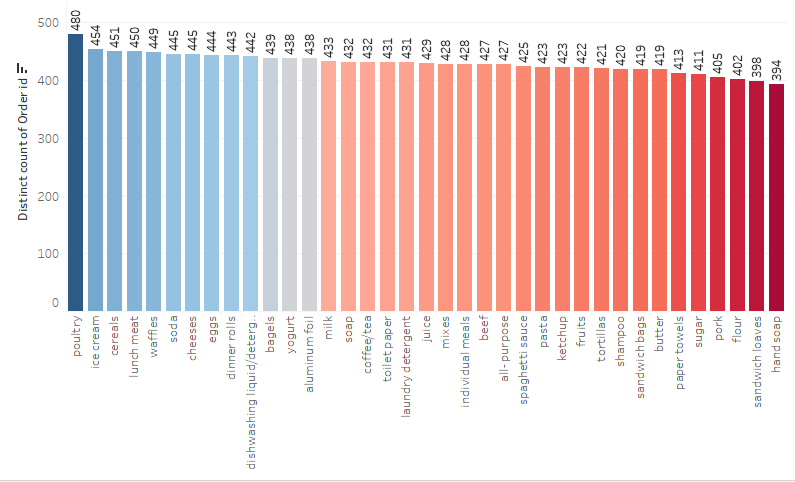 Distinct count of Order id
500
400
300
200
100
0
480
454
451
450
449
445
445
444
443
442
439
438
438
433
432
432
431
431
429
428
428
427
427
425
423
423
422
421
420
419
419
413
411
405
402
398
394
poultry
ice cream
cereals
lunch meat
waffles
soda
cheeses
eggs
dinner rolls
dishwashing liquid/deterg..
bagels
yogurt
aluminum foil
milk
soap
coffee/tea
toilet paper
laundry detergent
juice
mixes
individual meals
beef
all- purpose
spaghetti sauce
pasta
ketchup
fruits
tortillas
shampoo
sandwich bags
butter
paper towels
sugar
pork
flour
sandwich loaves
hand soap